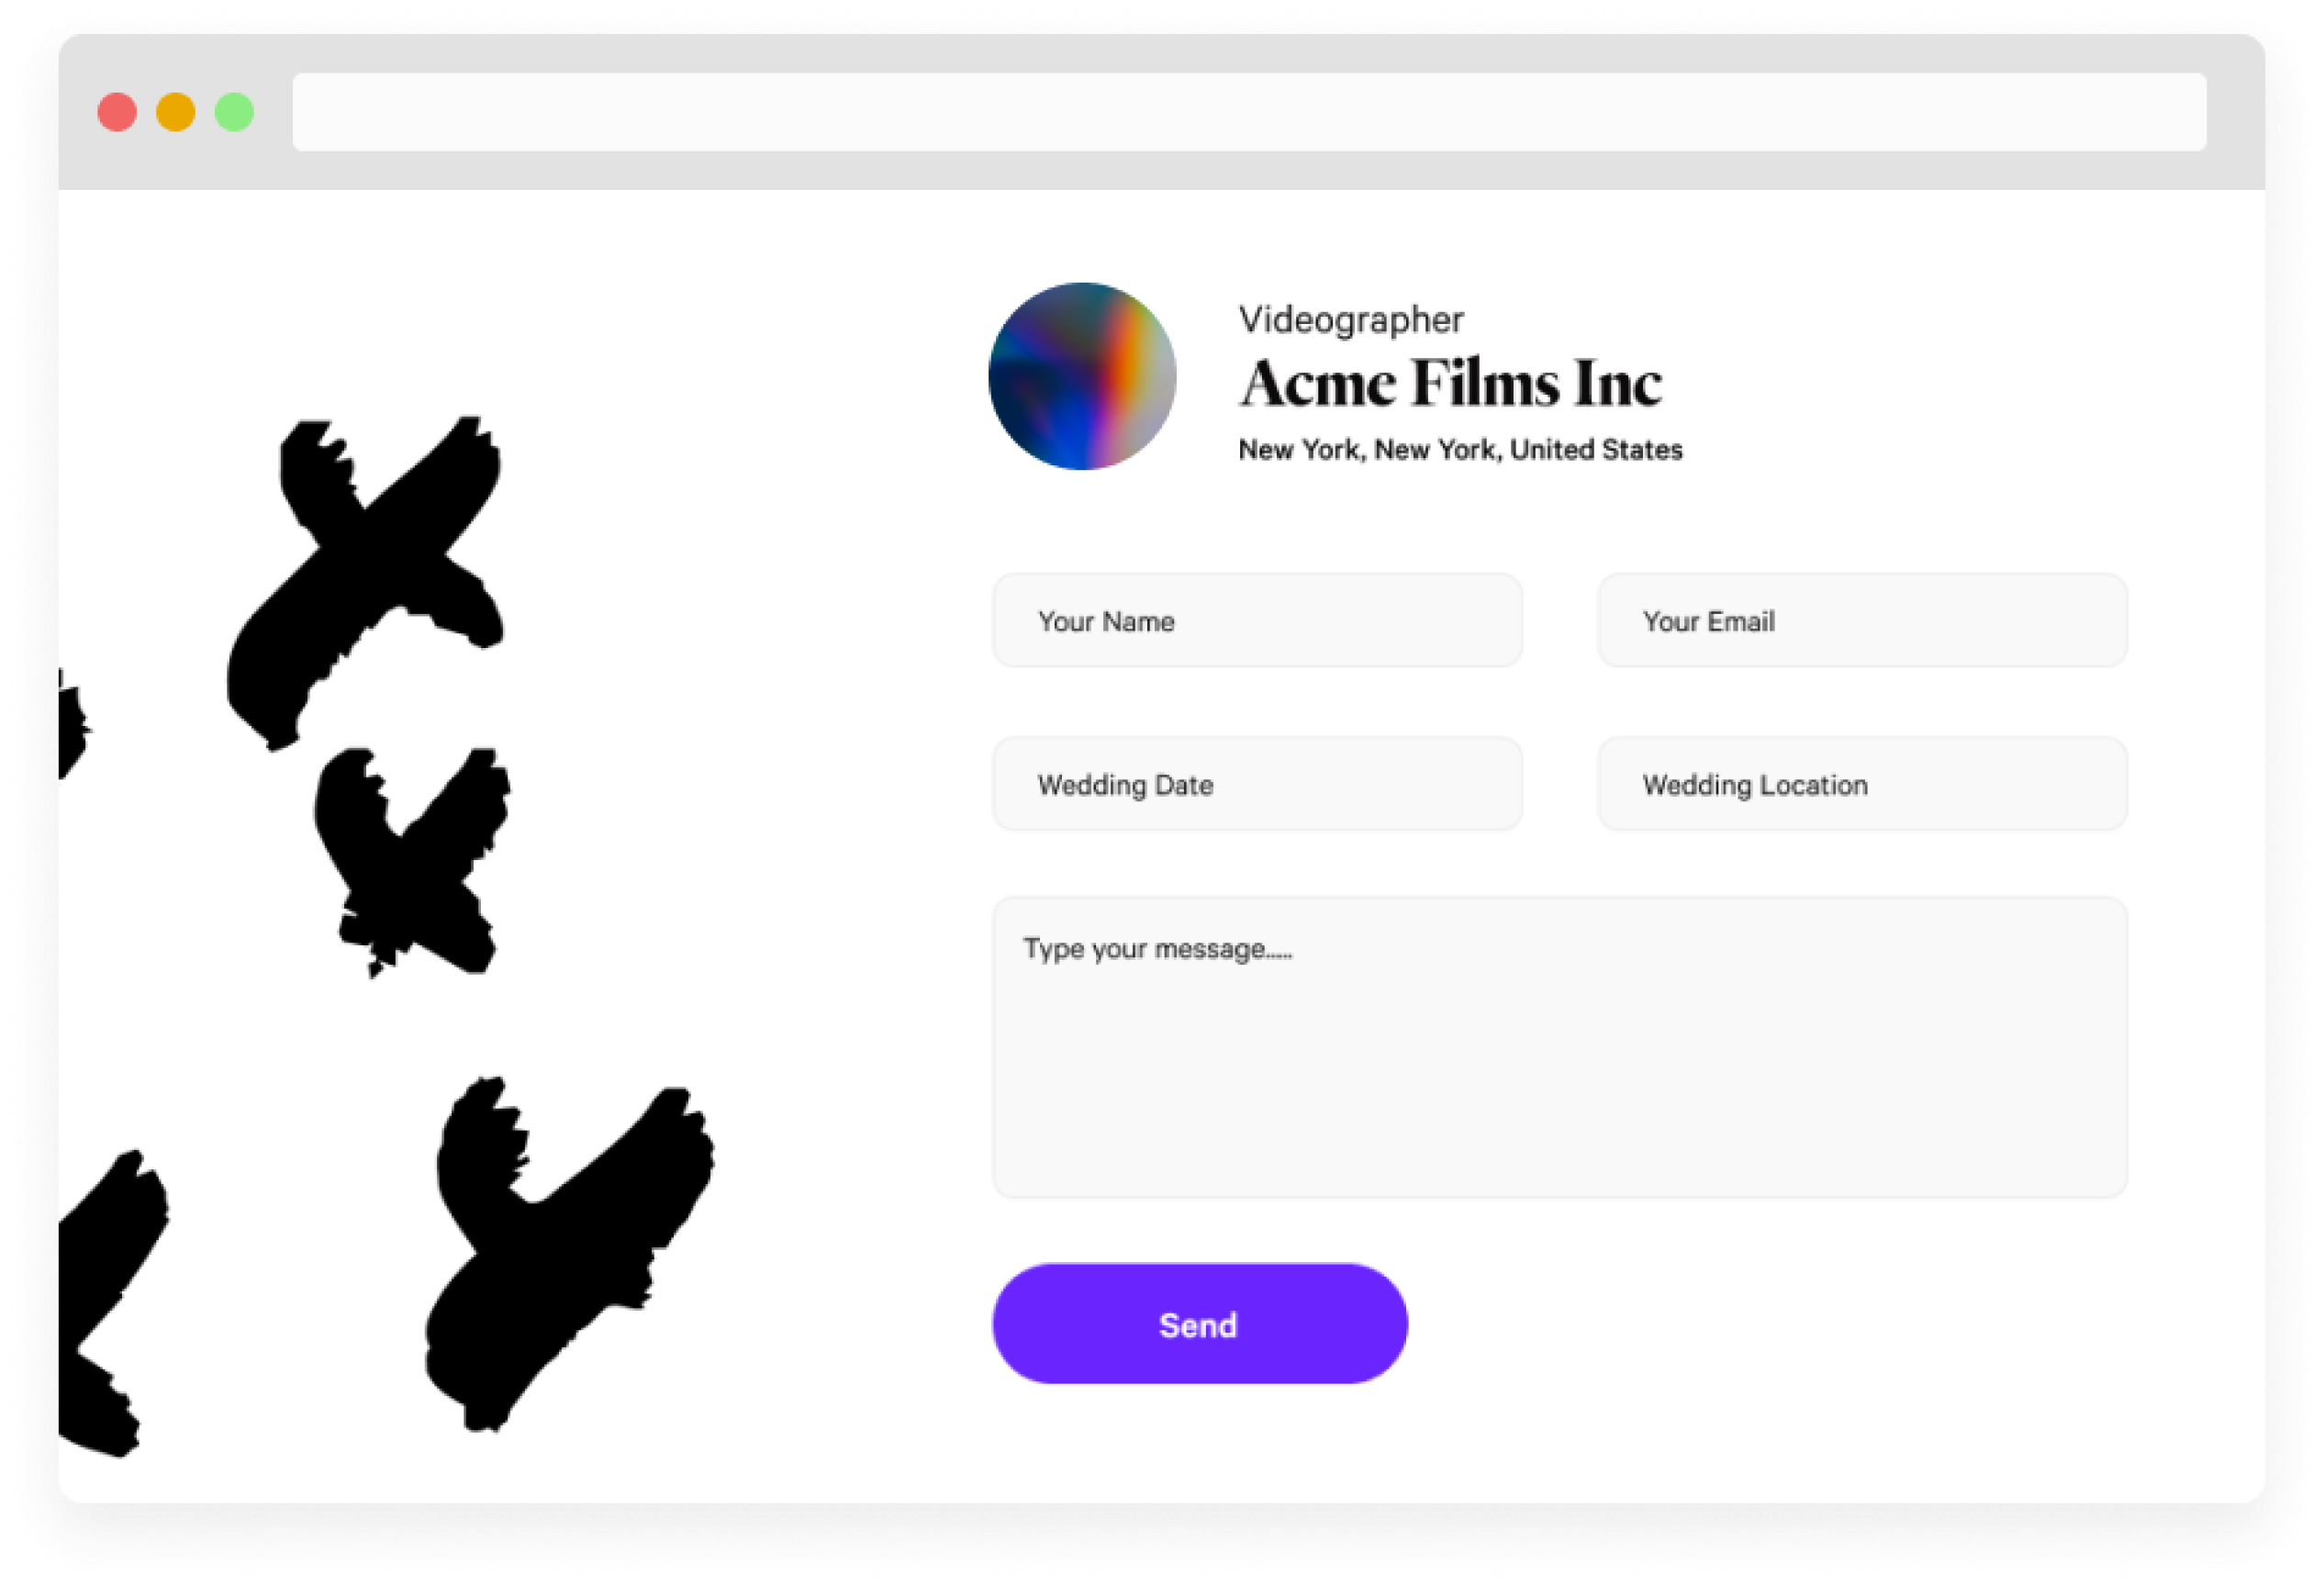 Videographer
Acme Films Inc
New York, New York, United States
Your Name
Your Email
Wedding Date
Wedding Location
Type your message.....
Send